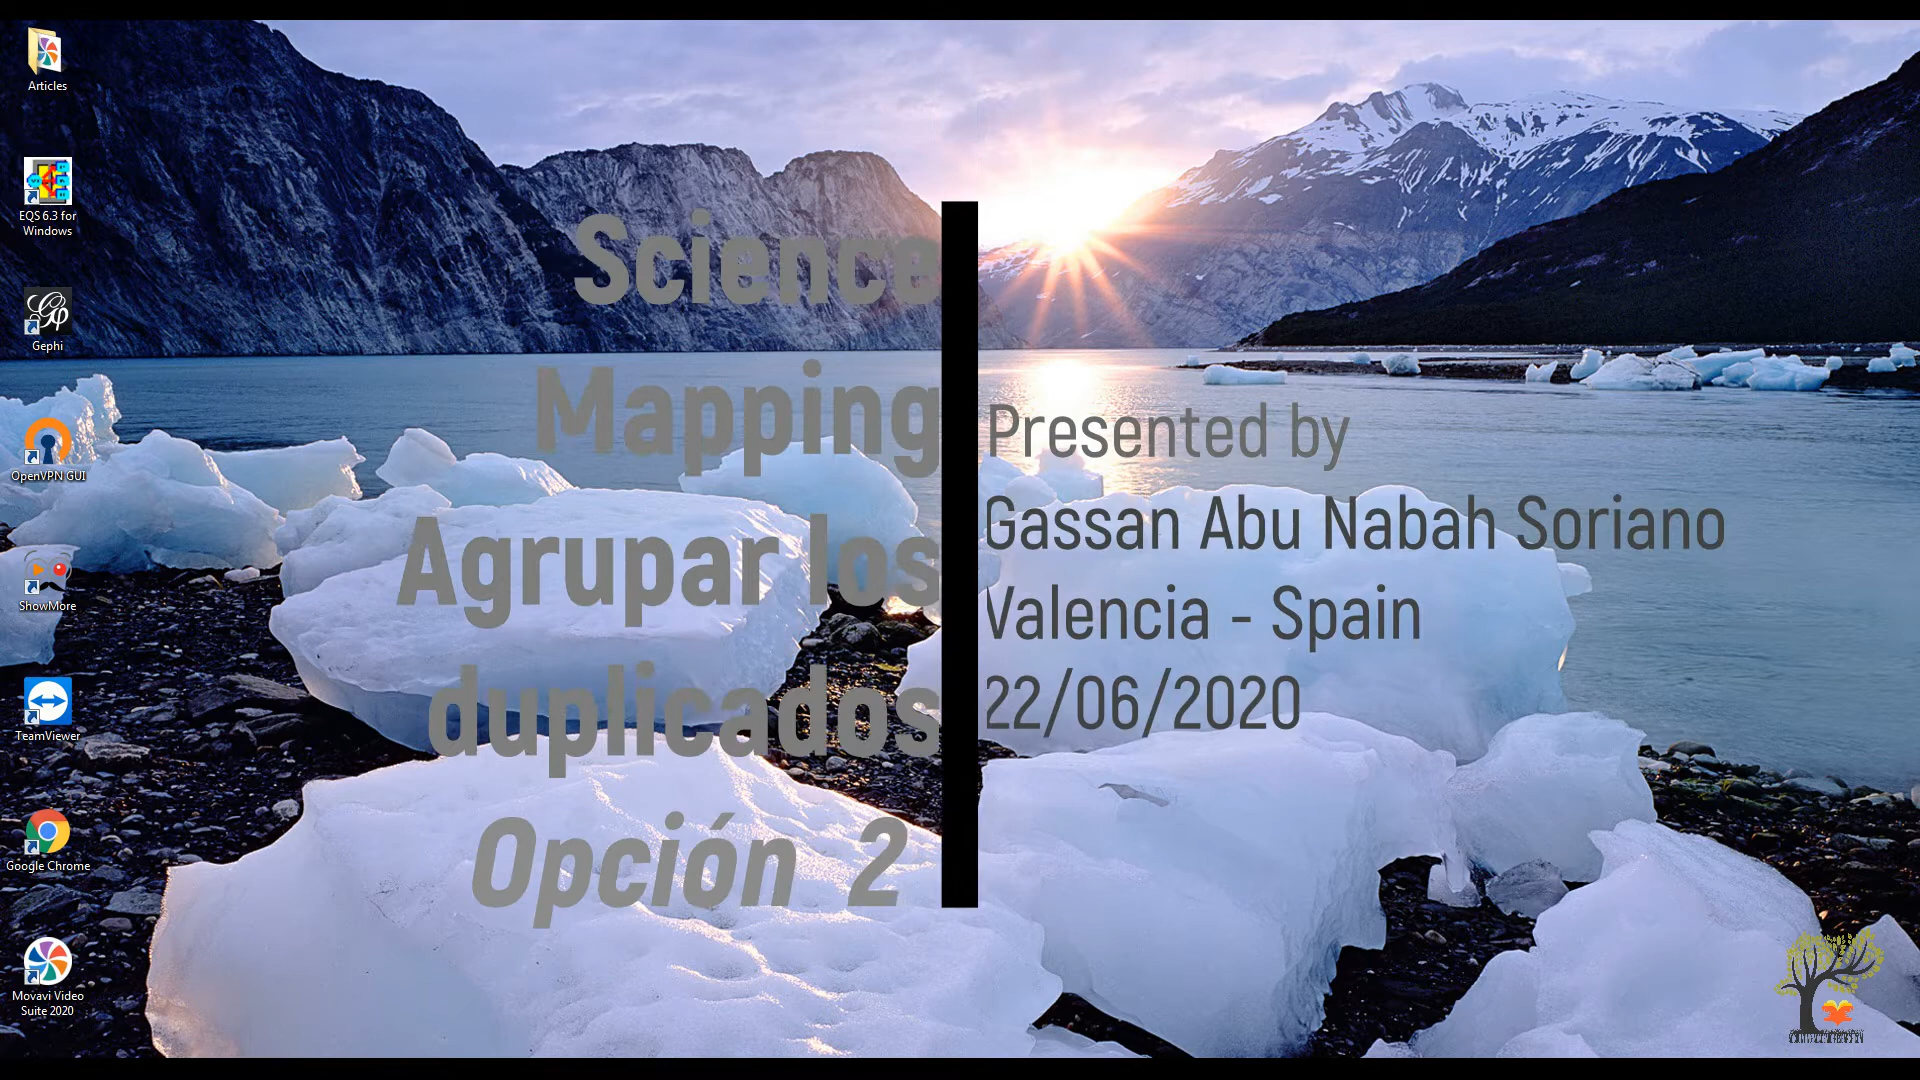 Articles
EQS 6.3 for
Windows
Gephi
OpenVPN GUI
ShowMore
TeamViewer
Google Chrome
Movavi Video
Suite 2020
Science
Mapping
Agrupar los
duplicados
Opción 2
Presented by
Gassan Abu Nabah Soriano
Valencia - Spain
22/06/2020